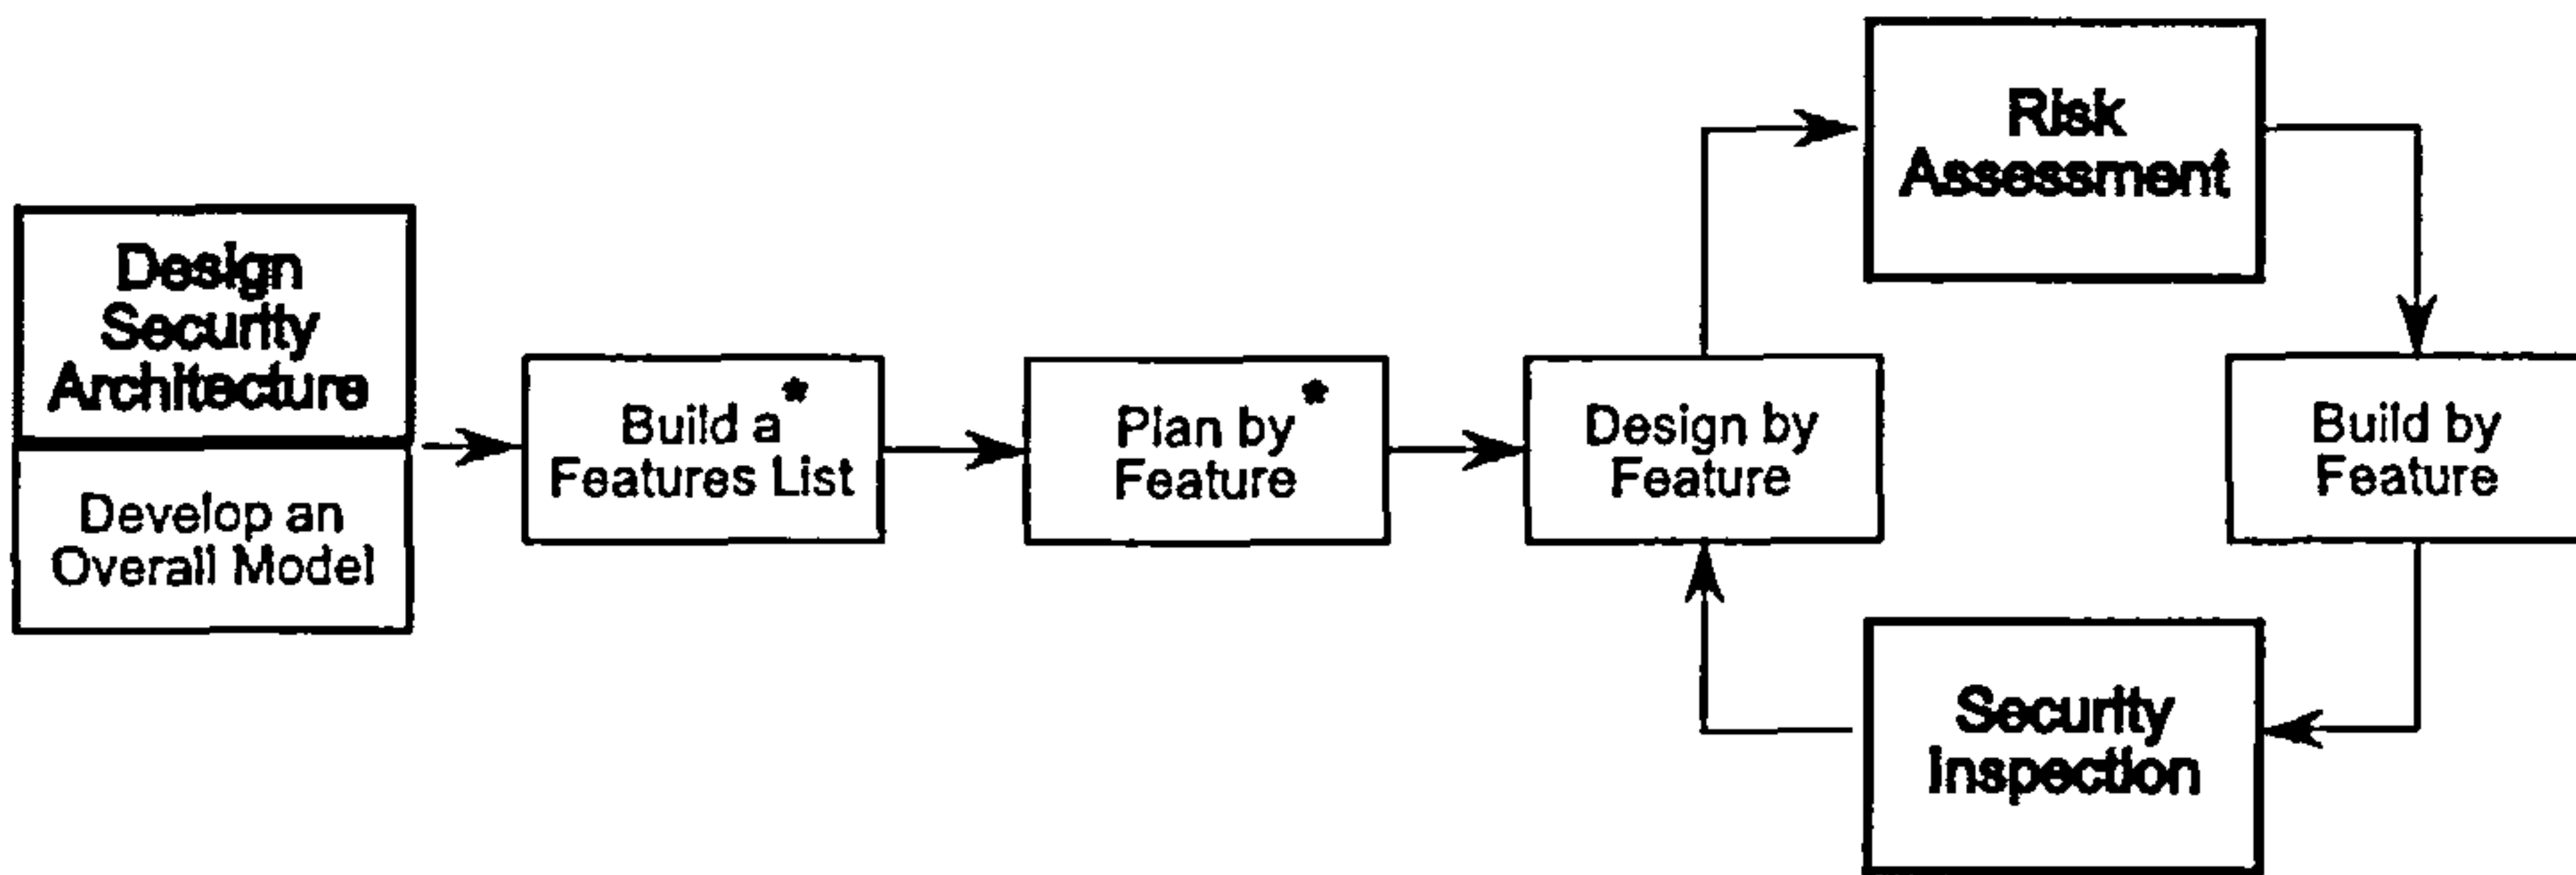 Design
Security
Architecture
Develop an
Overall Model
Build a*
Features List
Plan by*
Feature
Design by
Feature
Risk
Assessment
Build by
Feature
Security
Inspection